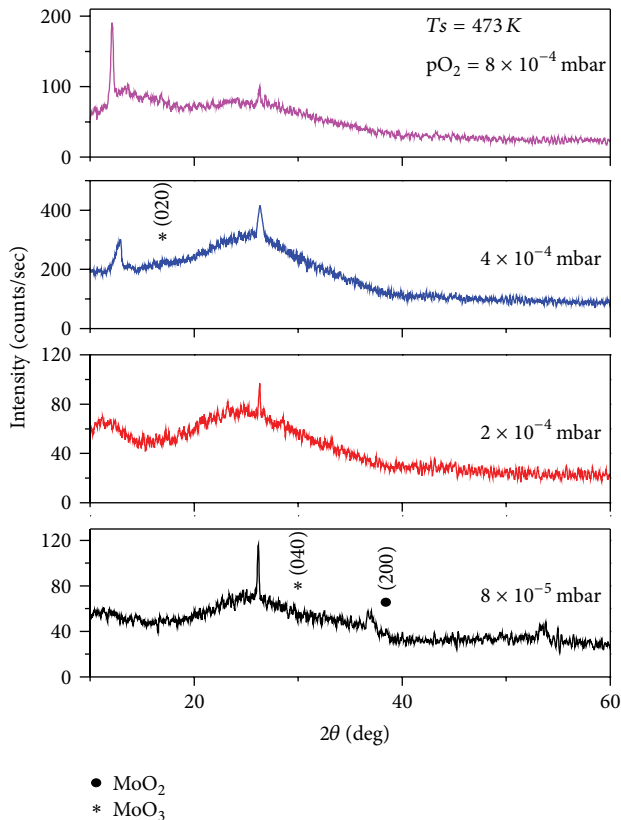 Ts = 473 K
pO₂ = 8 × 10⁻⁴ mbar
200
100
0
* (020)
4 × 10⁻⁴ mbar
400
200
0
Intensity (counts/sec)
2 × 10⁻⁴ mbar
120
80
40
0
* (040)
● (200)
8 × 10⁻⁵ mbar
120
80
40
0
20
40
60
2θ (deg)
● MoO₂
* MoO₃